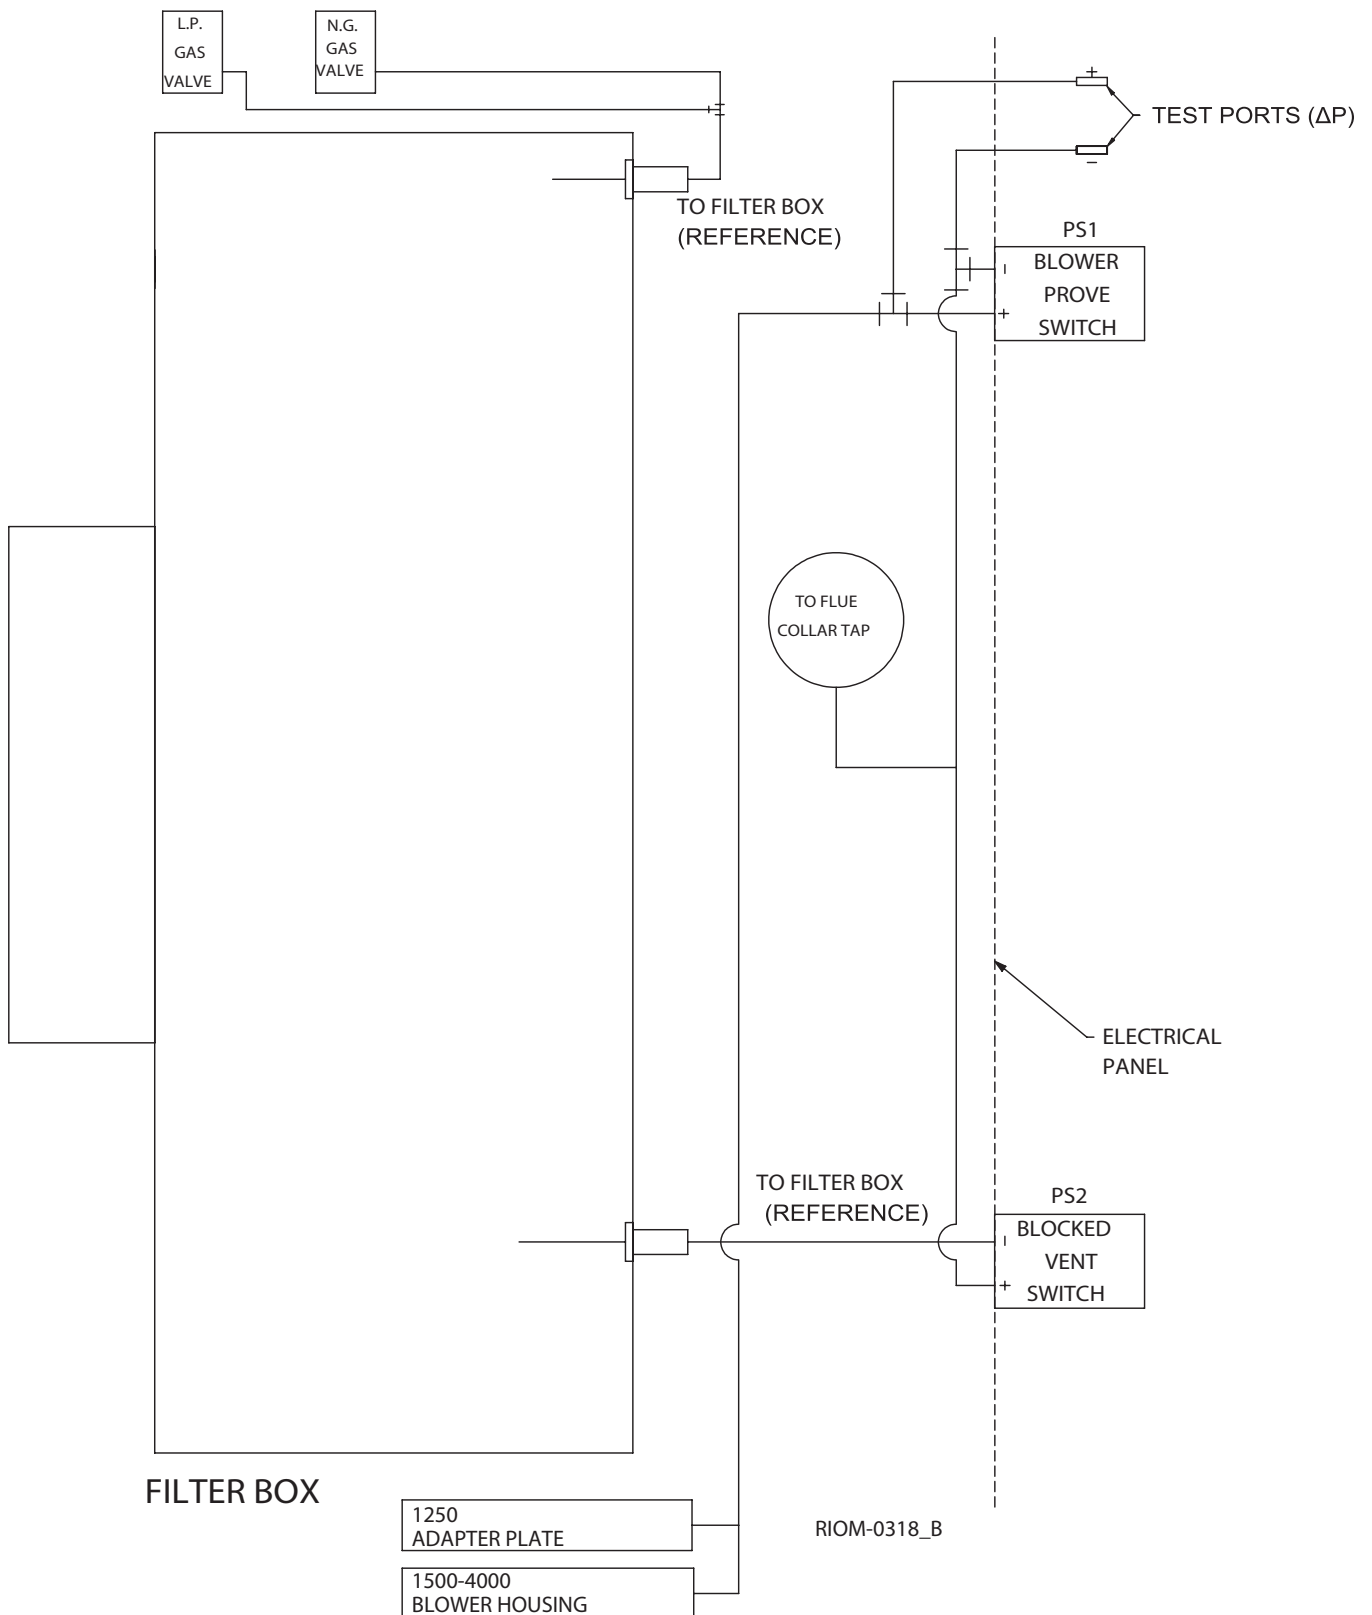 L.P.
GAS
VALVE
N.G.
GAS
VALVE
+
TEST PORTS (ΔP)
−
TO FILTER BOX
(REFERENCE)
PS1
−
BLOWER
PROVE
+
SWITCH
TO FLUE
COLLAR TAP
ELECTRICAL
PANEL
TO FILTER BOX
(REFERENCE)
PS2
−
BLOCKED
VENT
+
SWITCH
FILTER BOX
1250
ADAPTER PLATE
RIOM-0318_B
1500-4000
BLOWER HOUSING